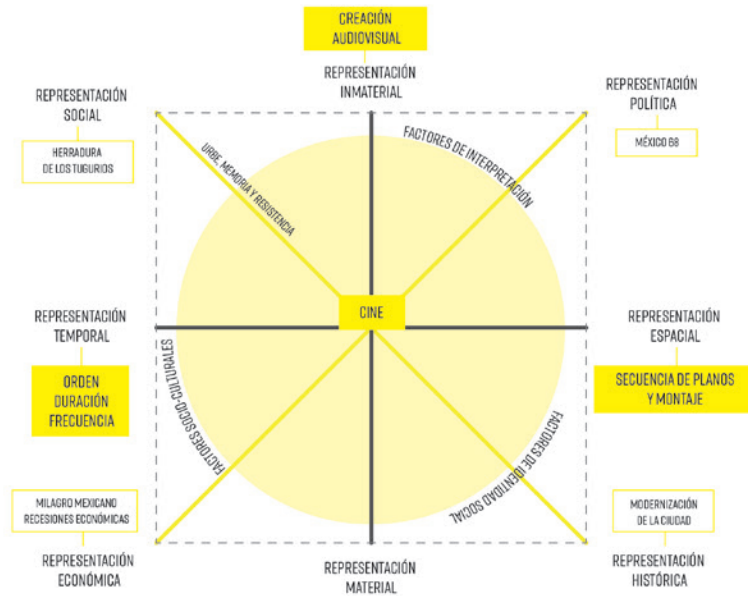 CREACIÓN
AUDIOVISUAL
REPRESENTACIÓN
INMATERIAL
REPRESENTACIÓN
SOCIAL
HERRADURA
DE LOS TUGURIOS
REPRESENTACIÓN
POLÍTICA
MÉXICO 68
URBE, MEMORIA Y RESISTENCIA
FACTORES DE INTERPRETACIÓN
CINE
REPRESENTACIÓN
TEMPORAL
ORDEN
DURACIÓN
FRECUENCIA
REPRESENTACIÓN
ESPACIAL
SECUENCIA DE PLANOS
Y MONTAJE
FACTORES SOCIO-CULTURALES
FACTORES DE IDENTIDAD SOCIAL
MILAGRO MEXICANO
RECESIONES ECONÓMICAS
REPRESENTACIÓN
ECONÓMICA
REPRESENTACIÓN
MATERIAL
MODERNIZACIÓN
DE LA CIUDAD
REPRESENTACIÓN
HISTÓRICA